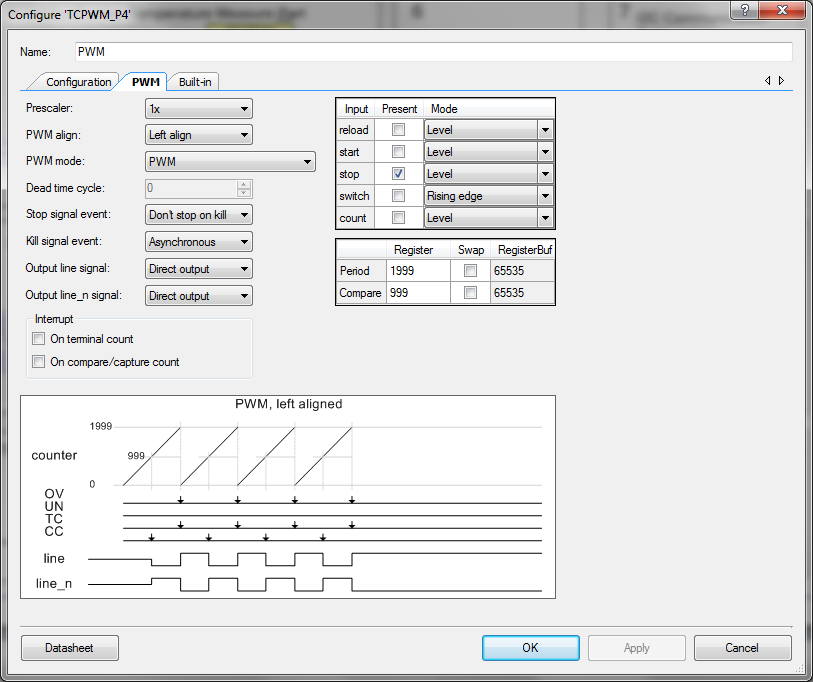 Configure 'TCPWM_P4'
Name: PWM
Configuration PWM Built-in
Prescaler: 1x
PWM align: Left align
PWM mode: PWM
Dead time cycle: 0
Stop signal event: Don't stop on kill
Kill signal event: Asynchronous
Output line signal: Direct output
Output line_n signal: Direct output
Interrupt
On terminal count
On compare/capture count
Input Present Mode
reload Level
start Level
stop Level
switch Rising edge
count Level
Register Swap RegisterBuf
Period 1999 65535
Compare 999 65535
PWM, left aligned
1999
counter 999
0
OV
UN
TC
CC
line
line_n
Datasheet OK Apply Cancel